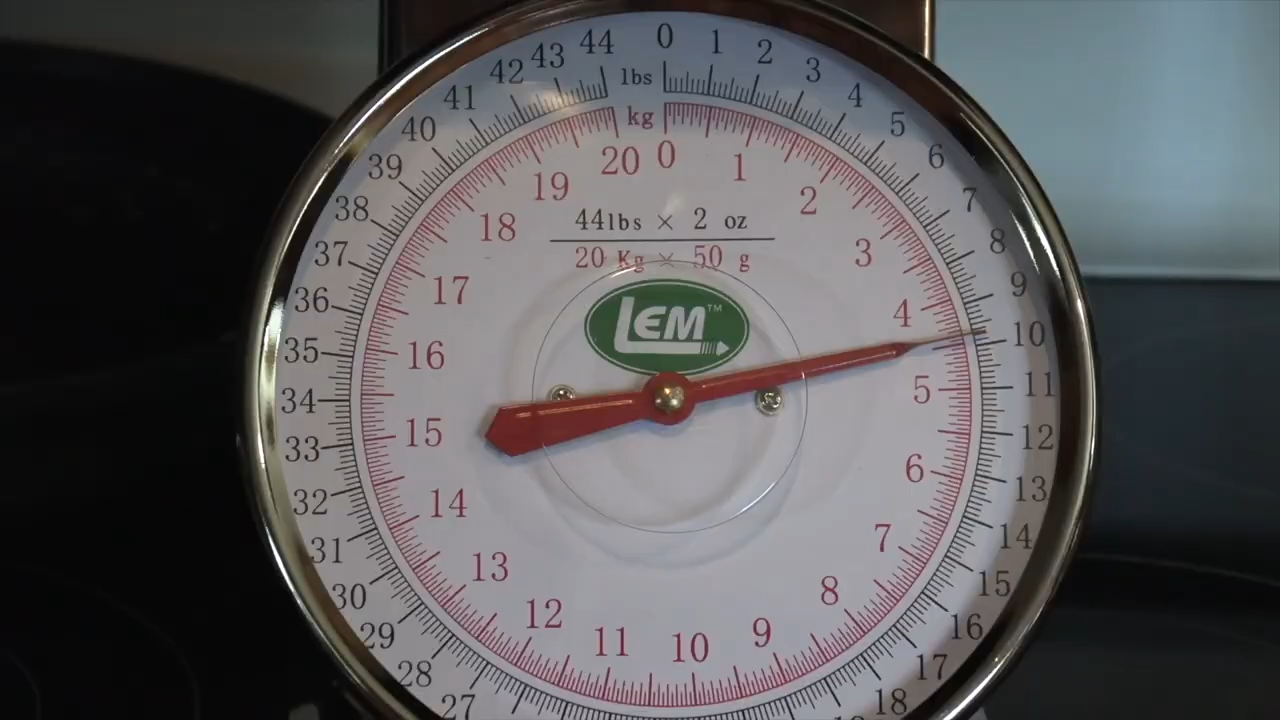 0 1 2 3 4 5 6 7 8 9 10 11 12 13 14 15 16 17 18
27 28 29 30 31 32 33 34 35 36 37 38 39 40 41 42 43 44
lbs
kg
0 1 2 3 4 5 6 7 8 9 10 11 12 13 14 15 16 17 18 19 20
44lbs × 2 oz
20 Kg × 50 g
LEM™